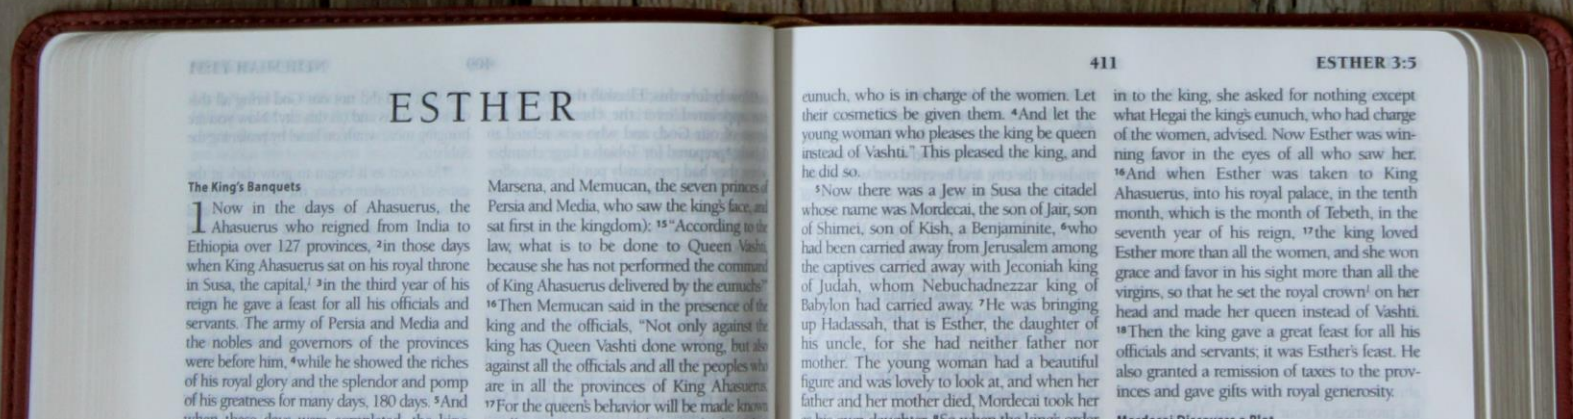 ESTHER
The King's Banquets
1 Now in the days of Ahasuerus, the
Ahasuerus who reigned from India to
Ethiopia over 127 provinces, ²in those days
when King Ahasuerus sat on his royal throne
in Susa, the capital,¹ ³in the third year of his
reign he gave a feast for all his officials and
servants. The army of Persia and Media and
the nobles and governors of the provinces
were before him, ⁴while he showed the riches
of his royal glory and the splendor and pomp
of his greatness for many days, 180 days. ⁵And
Marsena, and Memucan, the seven princes of
Persia and Media, who saw the king's face, and
sat first in the kingdom): ¹⁵"According to the
law, what is to be done to Queen Vashti,
because she has not performed the command
of King Ahasuerus delivered by the eunuchs?"
¹⁶Then Memucan said in the presence of the
king and the officials, "Not only against the
king has Queen Vashti done wrong, but also
against all the officials and all the peoples who
are in all the provinces of King Ahasuerus.
¹⁷For the queen's behavior will be made known
411
ESTHER 3:5
eunuch, who is in charge of the women. Let
their cosmetics be given them. ⁴And let the
young woman who pleases the king be queen
instead of Vashti." This pleased the king, and
he did so.
⁵Now there was a Jew in Susa the citadel
whose name was Mordecai, the son of Jair, son
of Shimei, son of Kish, a Benjaminite, ⁶who
had been carried away from Jerusalem among
the captives carried away with Jeconiah king
of Judah, whom Nebuchadnezzar king of
Babylon had carried away. ⁷He was bringing
up Hadassah, that is Esther, the daughter of
his uncle, for she had neither father nor
mother. The young woman had a beautiful
figure and was lovely to look at, and when her
father and her mother died, Mordecai took her
in to the king, she asked for nothing except
what Hegai the king's eunuch, who had charge
of the women, advised. Now Esther was win-
ning favor in the eyes of all who saw her.
¹⁶And when Esther was taken to King
Ahasuerus, into his royal palace, in the tenth
month, which is the month of Tebeth, in the
seventh year of his reign, ¹⁷the king loved
Esther more than all the women, and she won
grace and favor in his sight more than all the
virgins, so that he set the royal crown¹ on her
head and made her queen instead of Vashti.
¹⁸Then the king gave a great feast for all his
officials and servants; it was Esther's feast. He
also granted a remission of taxes to the prov-
inces and gave gifts with royal generosity.